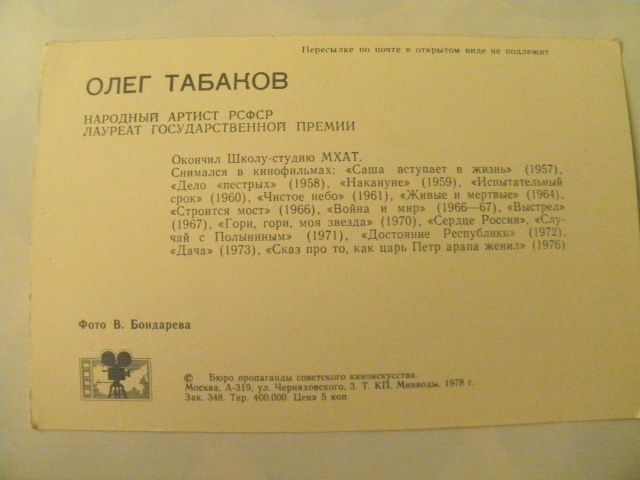 Пересылке по почте в открытом виде не подлежит
ОЛЕГ ТАБАКОВ
НАРОДНЫЙ АРТИСТ РСФСР
ЛАУРЕАТ ГОСУДАРСТВЕННОЙ ПРЕМИИ
Окончил Школу-студию МХАТ.
Снимался в кинофильмах: «Саша вступает в жизнь» (1957),
«Дело «пестрых» (1958), «Накануне» (1959), «Испытательный
срок» (1960), «Чистое небо» (1961), «Живые и мертвые» (1964),
«Строится мост» (1966), «Война и мир» (1966—67), «Выстрел»
(1967), «Гори, гори, моя звезда» (1970), «Сердце России», «Слу-
чай с Полыниным» (1971), «Достояние Республики» (1972),
«Дача» (1973), «Сказ про то, как царь Петр арапа женил» (1976)
Фото В. Бондарева
© Бюро пропаганды советского киноискусства.
Москва, А-319, ул. Черняховского, 3. Т. КП. Минводы. 1978 г.
Зак. 348. Тир. 400.000. Цена 5 коп.